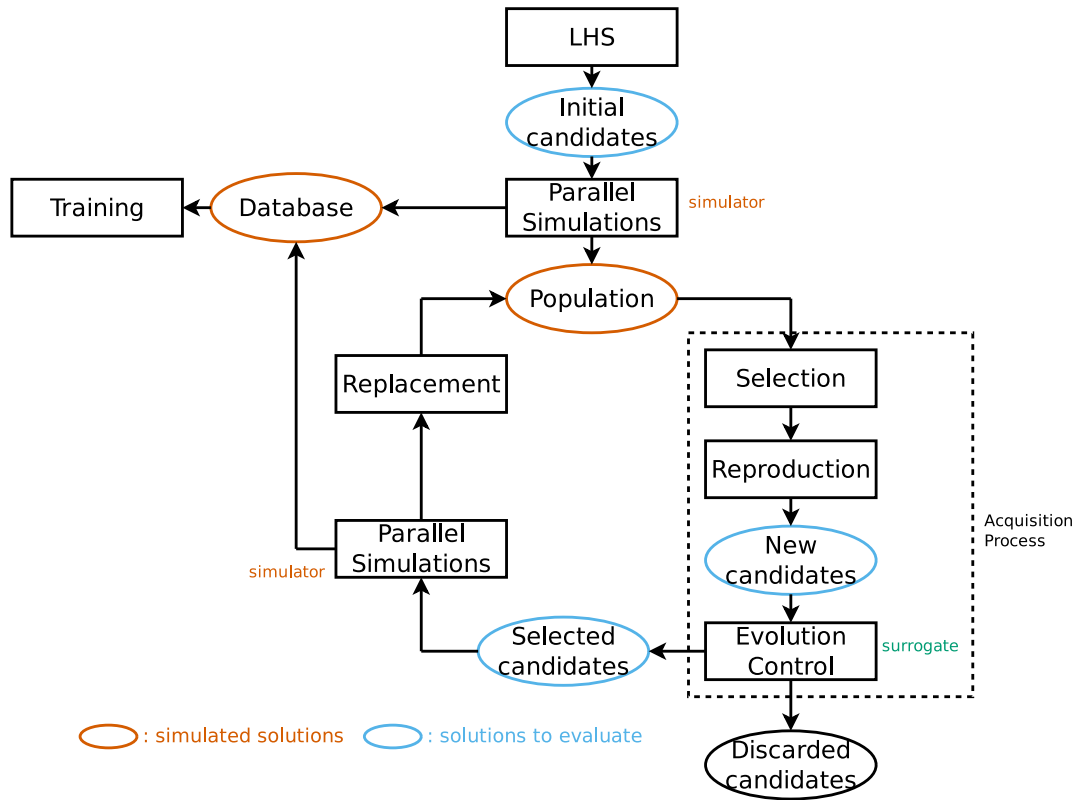 LHS
Initial
candidates
Parallel
Simulations
simulator
Database
Training
Population
Selection
Replacement
Reproduction
Acquisition
Process
Parallel
Simulations
simulator
New
candidates
Evolution
Control
surrogate
Selected
candidates
: simulated solutions
: solutions to evaluate
Discarded
candidates